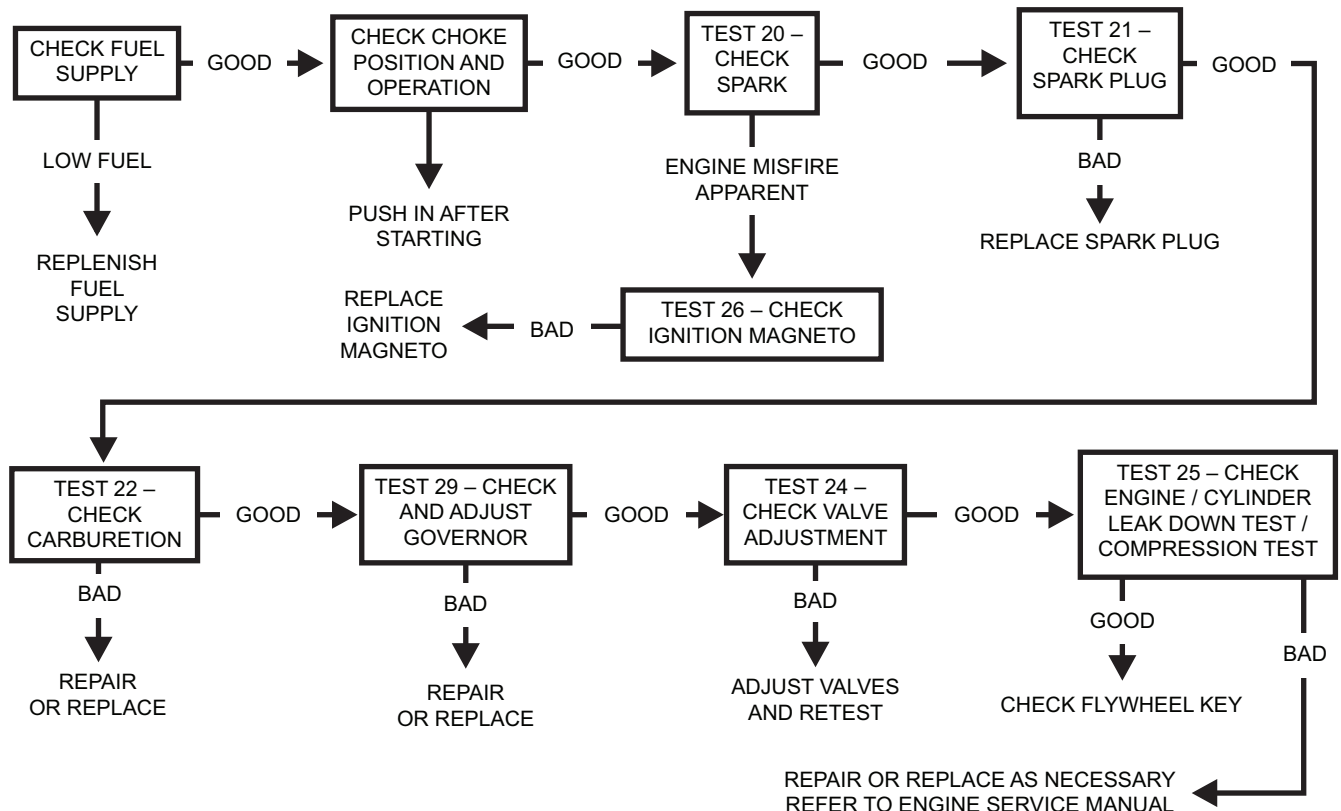 CHECK FUEL
SUPPLY
GOOD
CHECK CHOKE
POSITION AND
OPERATION
GOOD
TEST 20 –
CHECK
SPARK
GOOD
TEST 21 –
CHECK
SPARK PLUG
GOOD
LOW FUEL
REPLENISH
FUEL
SUPPLY
PUSH IN AFTER
STARTING
ENGINE MISFIRE
APPARENT
BAD
REPLACE SPARK PLUG
TEST 26 – CHECK
IGNITION MAGNETO
BAD
REPLACE
IGNITION
MAGNETO
TEST 22 –
CHECK
CARBURETION
GOOD
TEST 29 – CHECK
AND ADJUST
GOVERNOR
GOOD
TEST 24 –
CHECK VALVE
ADJUSTMENT
GOOD
TEST 25 – CHECK
ENGINE / CYLINDER
LEAK DOWN TEST /
COMPRESSION TEST
BAD
REPAIR
OR REPLACE
BAD
REPAIR
OR REPLACE
BAD
ADJUST VALVES
AND RETEST
GOOD
CHECK FLYWHEEL KEY
BAD
REPAIR OR REPLACE AS NECESSARY
REFER TO ENGINE SERVICE MANUAL